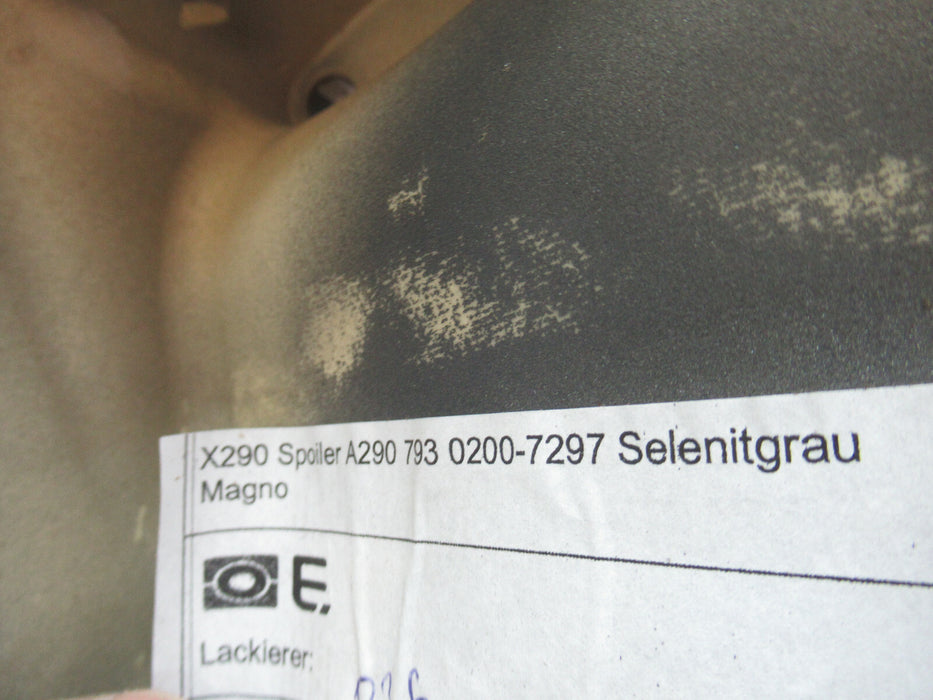 X290 Spoiler A290 793 0200-7297 Selenitgrau
Magno
E.
Lackierer: